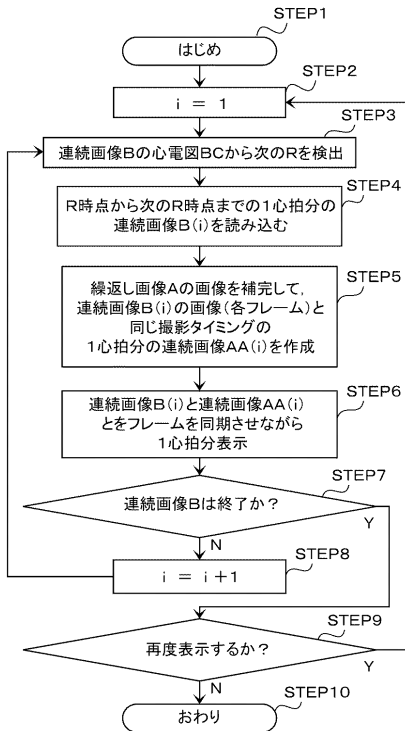 STEP1
はじめ
STEP2
i = 1
STEP3
連続画像Bの心電図BCから次のRを検出
STEP4
R時点から次のR時点までの1心拍分の
連続画像B(i)を読み込む
STEP5
繰返し画像Aの画像を補完して,
連続画像B(i)の画像(各フレーム)と
同じ撮影タイミングの
1心拍分の連続画像AA(i)を作成
STEP6
連続画像B(i)と連続画像AA(i)
とをフレームを同期させながら
1心拍分表示
STEP7
連続画像Bは終了か?
Y
N
STEP8
i = i+1
STEP9
再度表示するか?
Y
N
STEP10
おわり